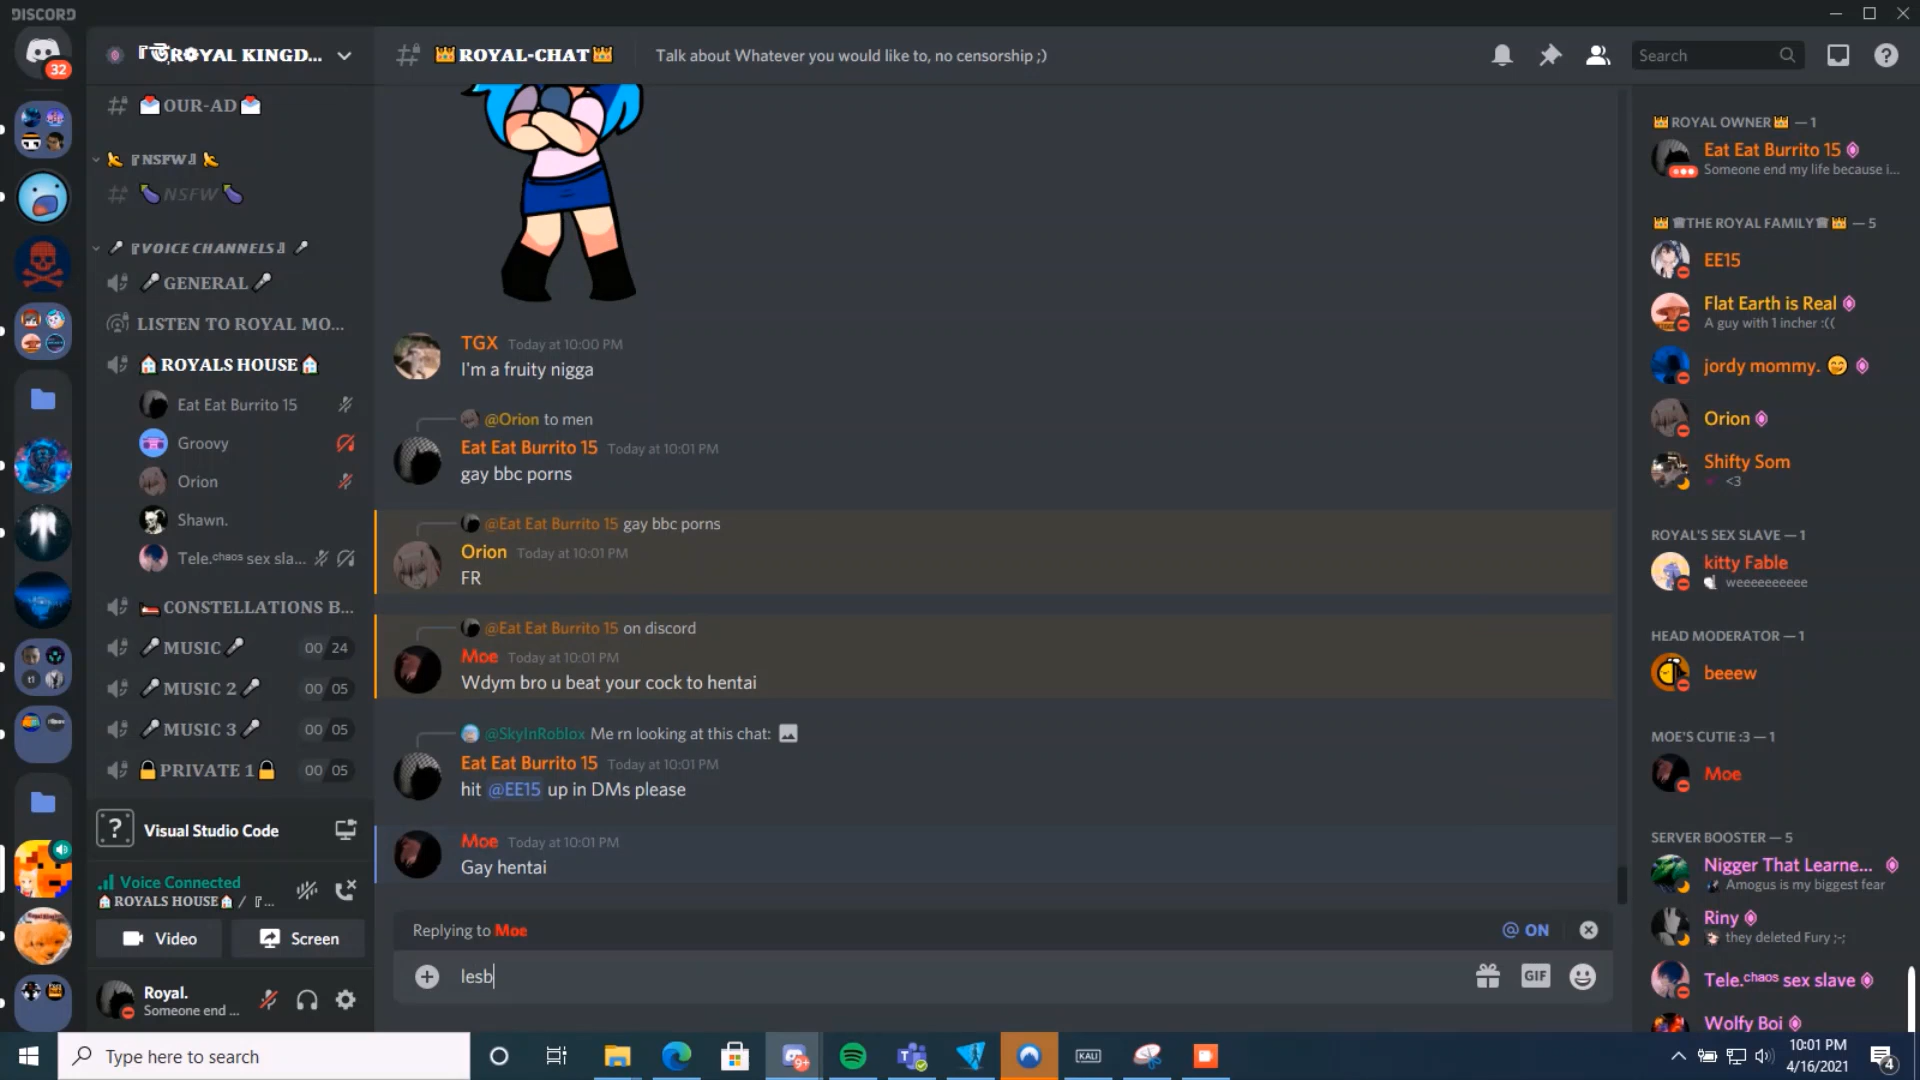 DISCORD
32
『👑ROYAL KINGD...
👑ROYAL-CHAT👑
Talk about Whatever you would like to, no censorship ;)
Search
📩OUR-AD📩
『NSFW』
NSFW
『VOICE CHANNELS』
GENERAL
LISTEN TO ROYAL MO...
ROYALS HOUSE
Eat Eat Burrito 15
Groovy
Orion
Shawn.
Tele.ᶜʰᵃᵒˢ sex sla...
CONSTELLATIONS B...
MUSIC
00 24
MUSIC 2
00 05
MUSIC 3
00 05
PRIVATE 1
00 05
?
Visual Studio Code
Voice Connected
ROYALS HOUSE / 『...
Video
Screen
Royal.
Someone end ...
TGX Today at 10:00 PM
I'm a fruity nigga
@Orion to men
Eat Eat Burrito 15 Today at 10:01 PM
gay bbc porns
@Eat Eat Burrito 15 gay bbc porns
Orion Today at 10:01 PM
FR
@Eat Eat Burrito 15 on discord
Moe Today at 10:01 PM
Wdym bro u beat your cock to hentai
@SkyInRoblox Me rn looking at this chat:
Eat Eat Burrito 15 Today at 10:01 PM
hit @EE15 up in DMs please
Moe Today at 10:01 PM
Gay hentai
Replying to Moe
@ ON
lesb
GIF
ROYAL OWNER — 1
Eat Eat Burrito 15
Someone end my life because i...
THE ROYAL FAMILY — 5
EE15
Flat Earth is Real
A guy with 1 incher :((
jordy mommy.
Orion
Shifty Som
<3
ROYAL'S SEX SLAVE — 1
kitty Fable
weeeeeeeeee
HEAD MODERATOR — 1
beeew
MOE'S CUTIE :3 — 1
Moe
SERVER BOOSTER — 5
Nigger That Learne...
Amogus is my biggest fear
Riny
they deleted Fury ;-;
Tele.ᶜʰᵃᵒˢ sex slave
Wolfy Boi
Type here to search
9+
KALI
10:01 PM
4/16/2021
4